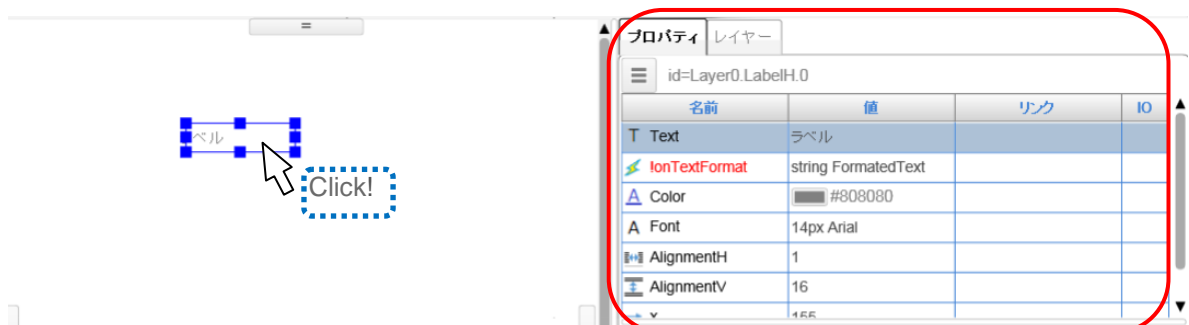 =
プロパティ レイヤー
id=Layer0.LabelH.0
名前 値 リンク IO
ベル
T Text ラベル
!onTextFormat string FormatedText
Click!
A Color #808080
A Font 14px Arial
AlignmentH 1
AlignmentV 16